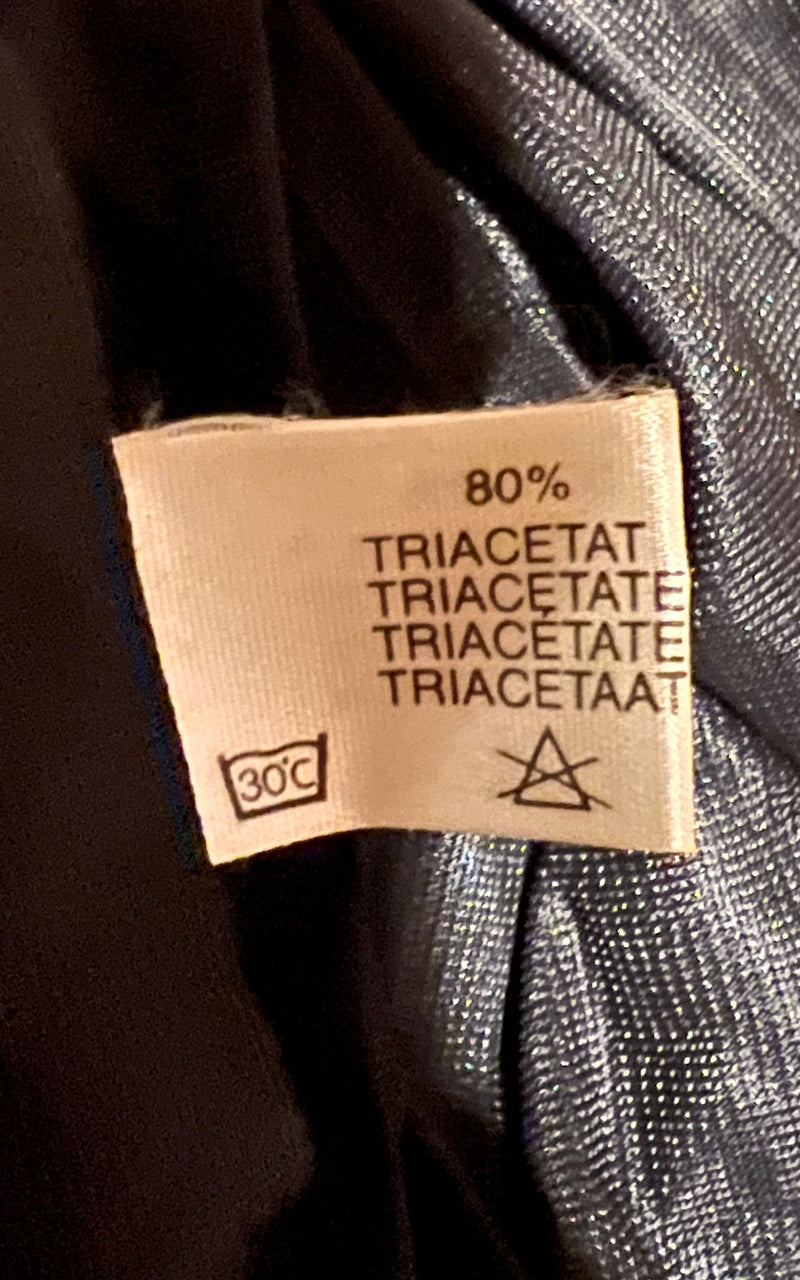 80%
TRIACETAT
TRIACETATE
TRIACÉTATE
TRIACETAAT
30°C